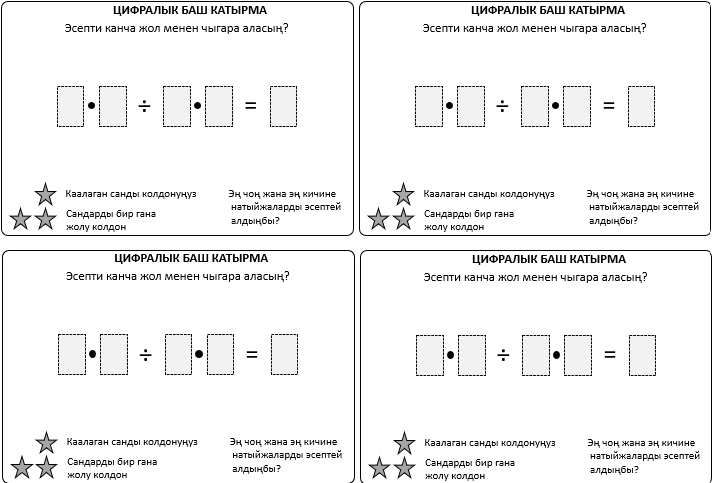 ЦИФРАЛЫК БАШ КАТЫРМА
Эсепти канча жол менен чыгара аласың?
• ÷ • =
Каалаган санды колдонуңуз
Сандарды бир гана
жолу колдон
Эң чоң жана эң кичине
натыйжаларды эсептей
алдыңбы?
ЦИФРАЛЫК БАШ КАТЫРМА
Эсепти канча жол менен чыгара аласың?
• ÷ • =
Каалаган санды колдонуңуз
Сандарды бир гана
жолу колдон
Эң чоң жана эң кичине
натыйжаларды эсептей
алдыңбы?
ЦИФРАЛЫК БАШ КАТЫРМА
Эсепти канча жол менен чыгара аласың?
• ÷ • =
Каалаган санды колдонуңуз
Сандарды бир гана
жолу колдон
Эң чоң жана эң кичине
натыйжаларды эсептей
алдыңбы?
ЦИФРАЛЫК БАШ КАТЫРМА
Эсепти канча жол менен чыгара аласың?
• ÷ • =
Каалаган санды колдонуңуз
Сандарды бир гана
жолу колдон
Эң чоң жана эң кичине
натыйжаларды эсептей
алдыңбы?